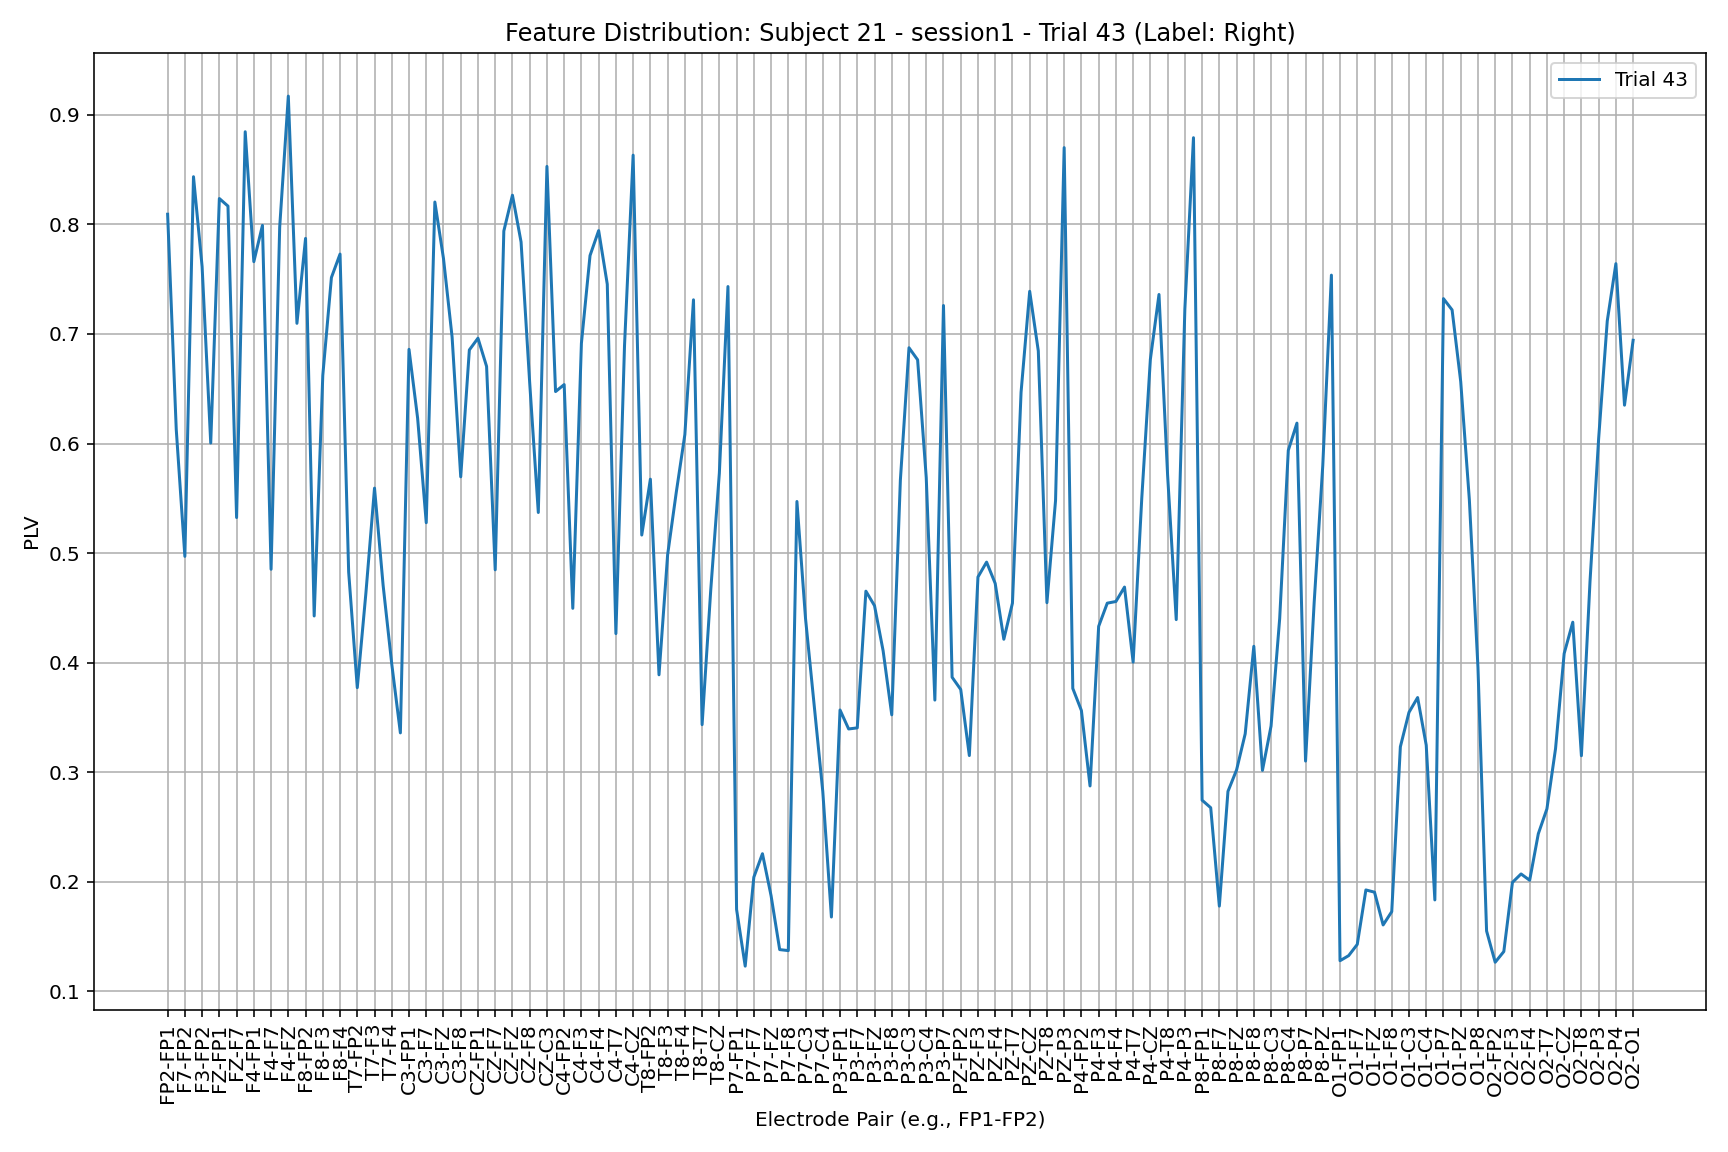 Feature Distribution: Subject 21 - session1 - Trial 43 (Label: Right)
Trial 43
PLV
0.9
0.8
0.7
0.6
0.5
0.4
0.3
0.2
0.1
FP2-FP1
F7-FP2
F3-FP2
FZ-FP1
FZ-F7
F4-FP1
F4-F7
F4-FZ
F8-FP2
F8-F3
F8-F4
T7-FP2
T7-F3
T7-F4
C3-FP1
C3-F7
C3-FZ
C3-F8
CZ-FP1
CZ-F7
CZ-FZ
CZ-F8
CZ-C3
C4-FP2
C4-F3
C4-F4
C4-T7
C4-CZ
T8-FP2
T8-F3
T8-F4
T8-T7
T8-CZ
P7-FP1
P7-F7
P7-FZ
P7-F8
P7-C3
P7-C4
P3-FP1
P3-F7
P3-FZ
P3-F8
P3-C3
P3-C4
P3-P7
PZ-FP2
PZ-F3
PZ-F4
PZ-T7
PZ-CZ
PZ-T8
PZ-P3
P4-FP2
P4-F3
P4-F4
P4-T7
P4-CZ
P4-T8
P4-P3
P8-FP1
P8-F7
P8-FZ
P8-F8
P8-C3
P8-C4
P8-P7
P8-PZ
O1-FP1
O1-F7
O1-FZ
O1-F8
O1-C3
O1-C4
O1-P7
O1-PZ
O1-P8
O2-FP2
O2-F3
O2-F4
O2-T7
O2-CZ
O2-T8
O2-P3
O2-P4
O2-O1
Electrode Pair (e.g., FP1-FP2)